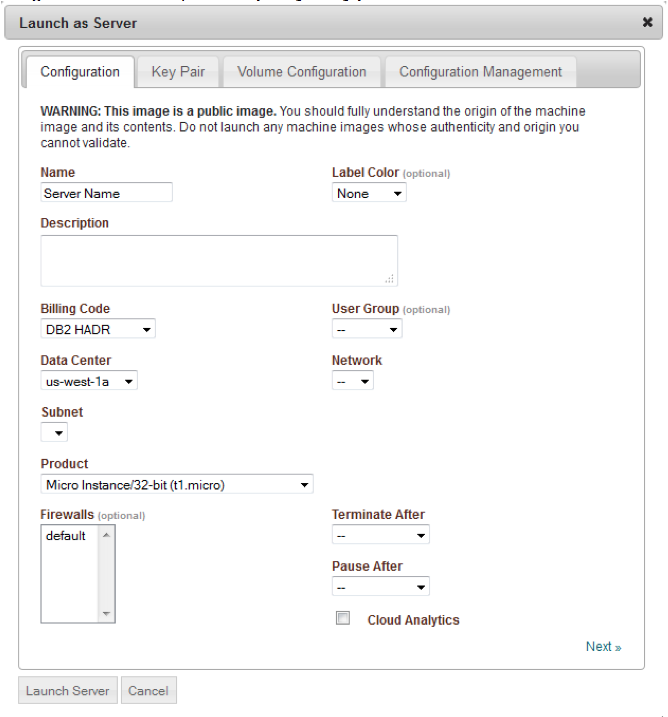 Launch as Server
Configuration Key Pair Volume Configuration Configuration Management
WARNING: This image is a public image. You should fully understand the origin of the machine
image and its contents. Do not launch any machine images whose authenticity and origin you
cannot validate.
Name Label Color (optional)
Server Name None
Description
Billing Code User Group (optional)
DB2 HADR --
Data Center Network
us-west-1a --
Subnet
Product
Micro Instance/32-bit (t1.micro)
Firewalls (optional) Terminate After
default --
Pause After
--
Cloud Analytics
Next »
Launch Server Cancel